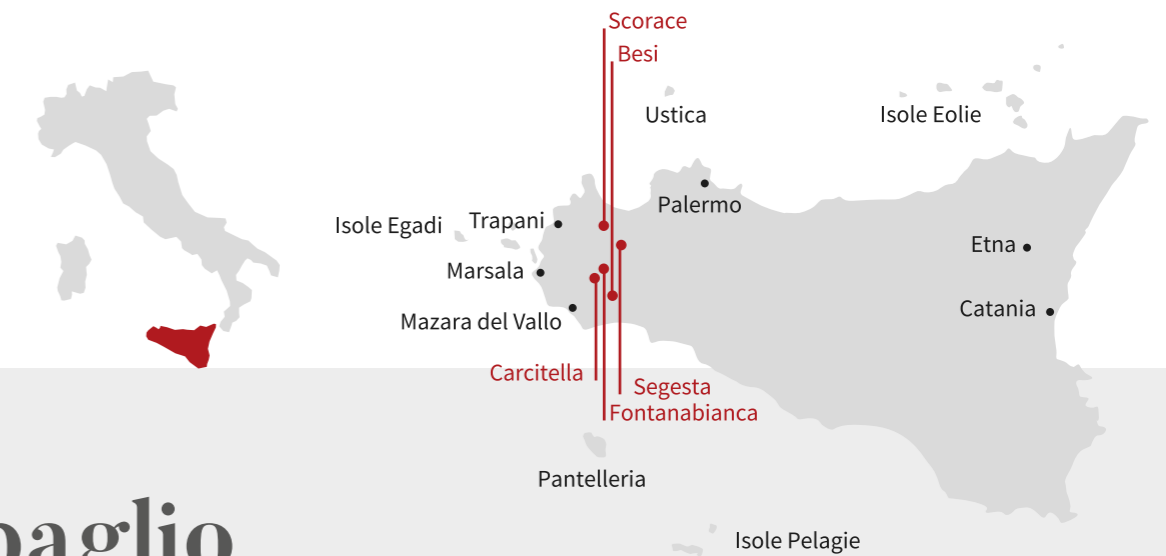 Scorace
Besi
Ustica
Isole Eolie
Palermo
Isole Egadi
Trapani
Etna
Marsala
Catania
Mazara del Vallo
Carcitella
Segesta
Fontanabianca
Pantelleria
baglio
Isole Pelagie